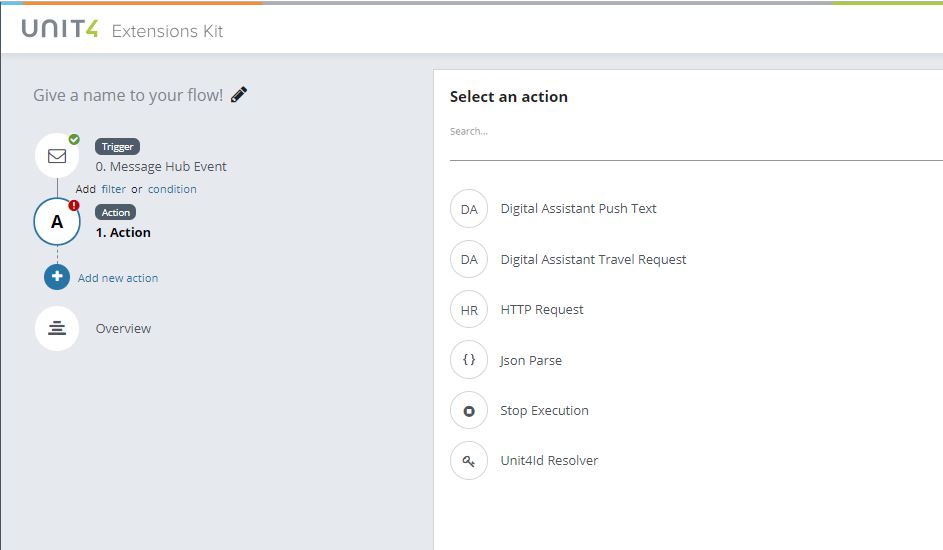 UNIT4 Extensions Kit
Give a name to your flow!
Trigger
0. Message Hub Event
Add filter or condition
A
Action
1. Action
Add new action
Overview
Select an action
Search...
DA Digital Assistant Push Text
DA Digital Assistant Travel Request
HR HTTP Request
{ } Json Parse
Stop Execution
Unit4Id Resolver